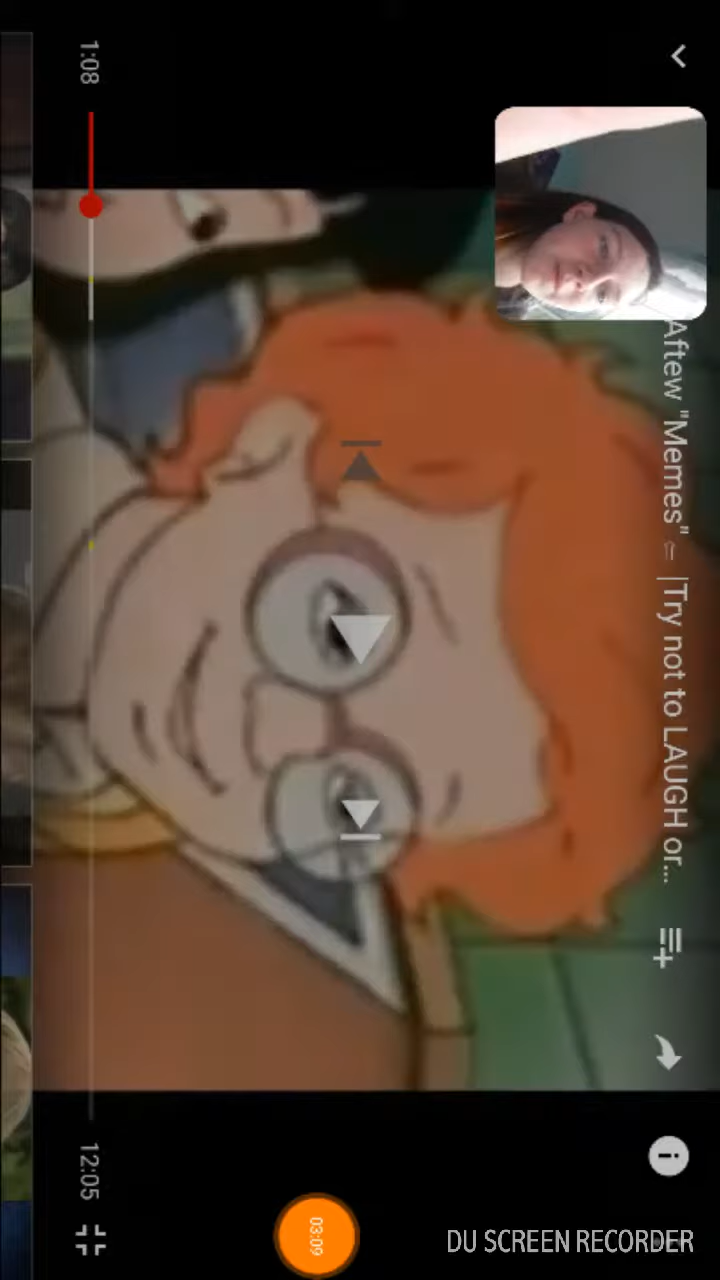 Aftew "Memes" ⇐ |Try not to LAUGH or...
1:08
12:05
03:09
DU SCREEN RECORDER